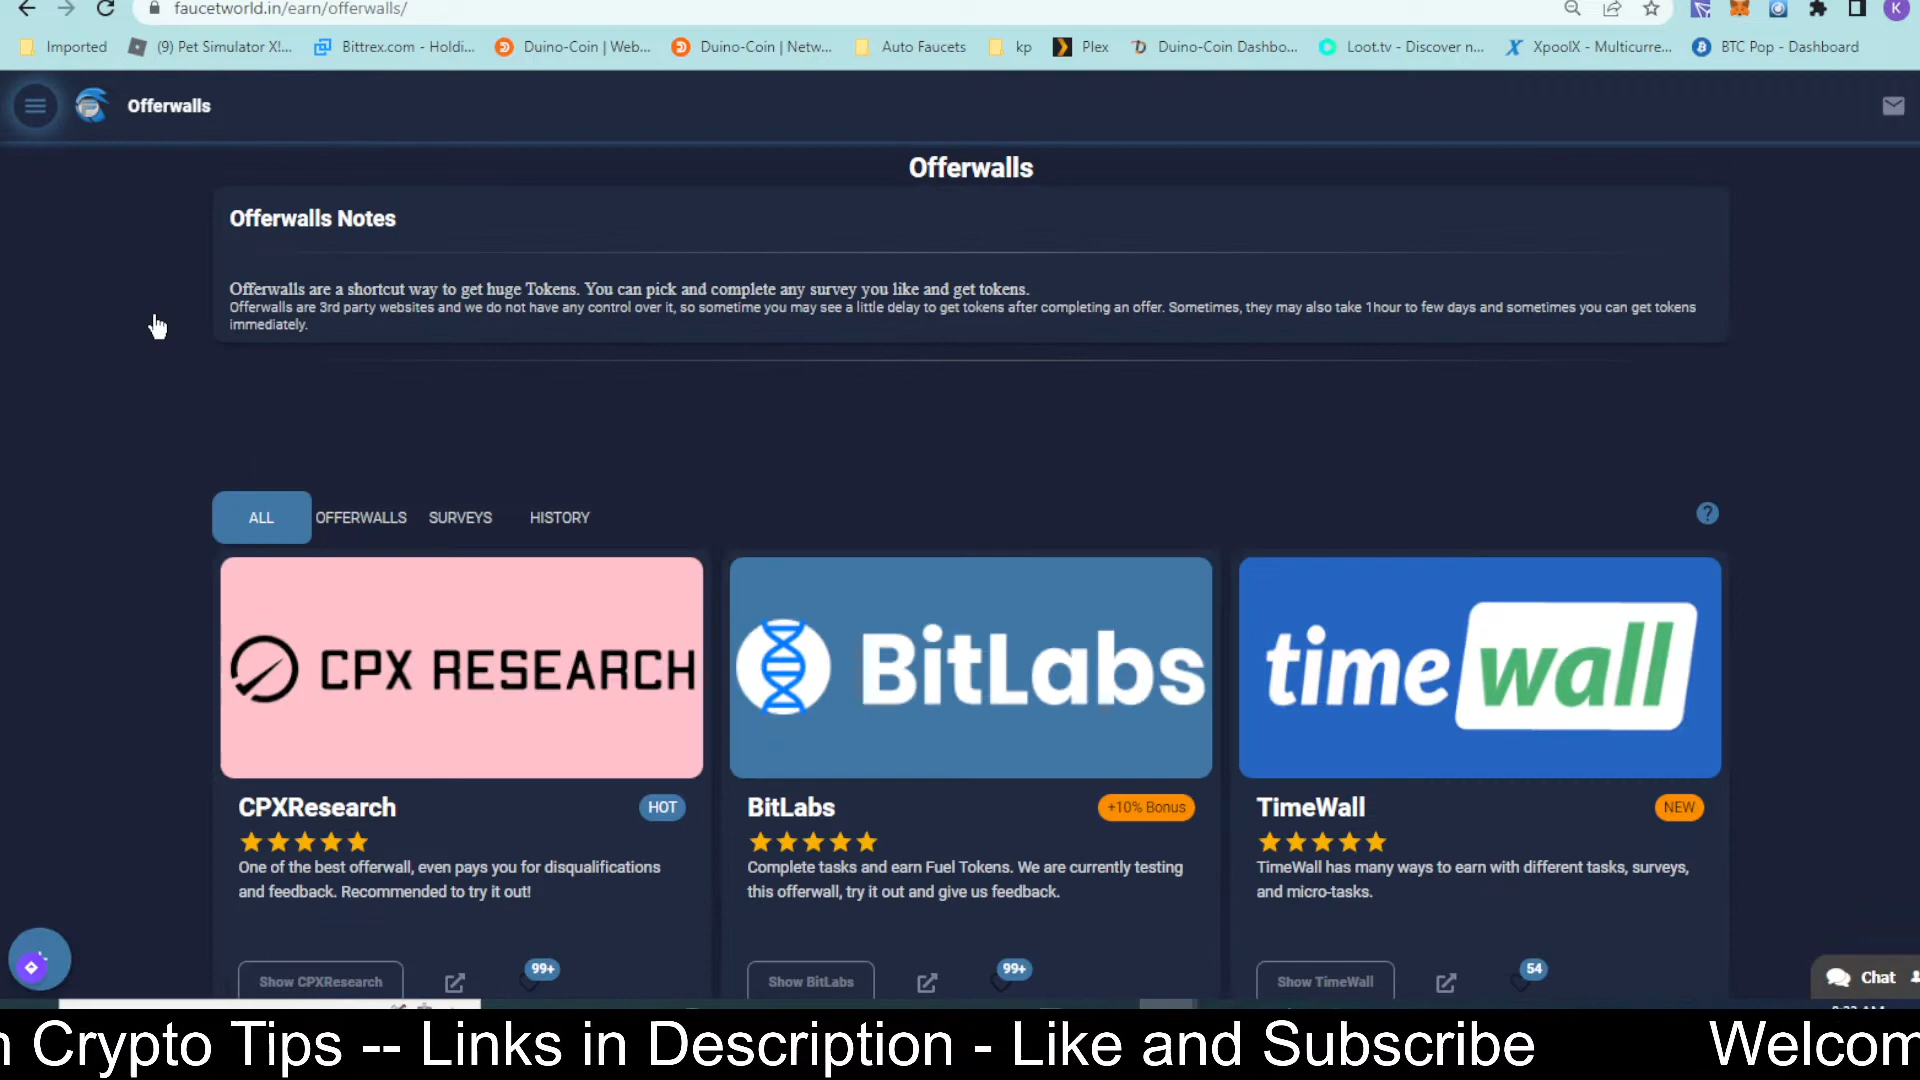 faucetworld.in/earn/offerwalls/
K
Imported
(9) Pet Simulator X!...
Bittrex.com - Holdi...
Duino-Coin | Web...
Duino-Coin | Netw...
Auto Faucets
kp
Plex
Duino-Coin Dashbo...
Loot.tv - Discover n...
XpoolX - Multicurre...
BTC Pop - Dashboard
Offerwalls
Offerwalls
Offerwalls Notes
Offerwalls are a shortcut way to get huge Tokens. You can pick and complete any survey you like and get tokens.
Offerwalls are 3rd party websites and we do not have any control over it, so sometime you may see a little delay to get tokens after completing an offer. Sometimes, they may also take 1hour to few days and sometimes you can get tokens
immediately.
ALL
OFFERWALLS
SURVEYS
HISTORY
?
CPX RESEARCH
BitLabs
timewall
CPXResearch
HOT
BitLabs
+10% Bonus
TimeWall
NEW
One of the best offerwall, even pays you for disqualifications
and feedback. Recommended to try it out!
Complete tasks and earn Fuel Tokens. We are currently testing
this offerwall, try it out and give us feedback.
TimeWall has many ways to earn with different tasks, surveys,
and micro-tasks.
Show CPXResearch
99+
Show BitLabs
99+
Show TimeWall
54
Chat
n Crypto Tips -- Links in Description - Like and Subscribe
Welcom